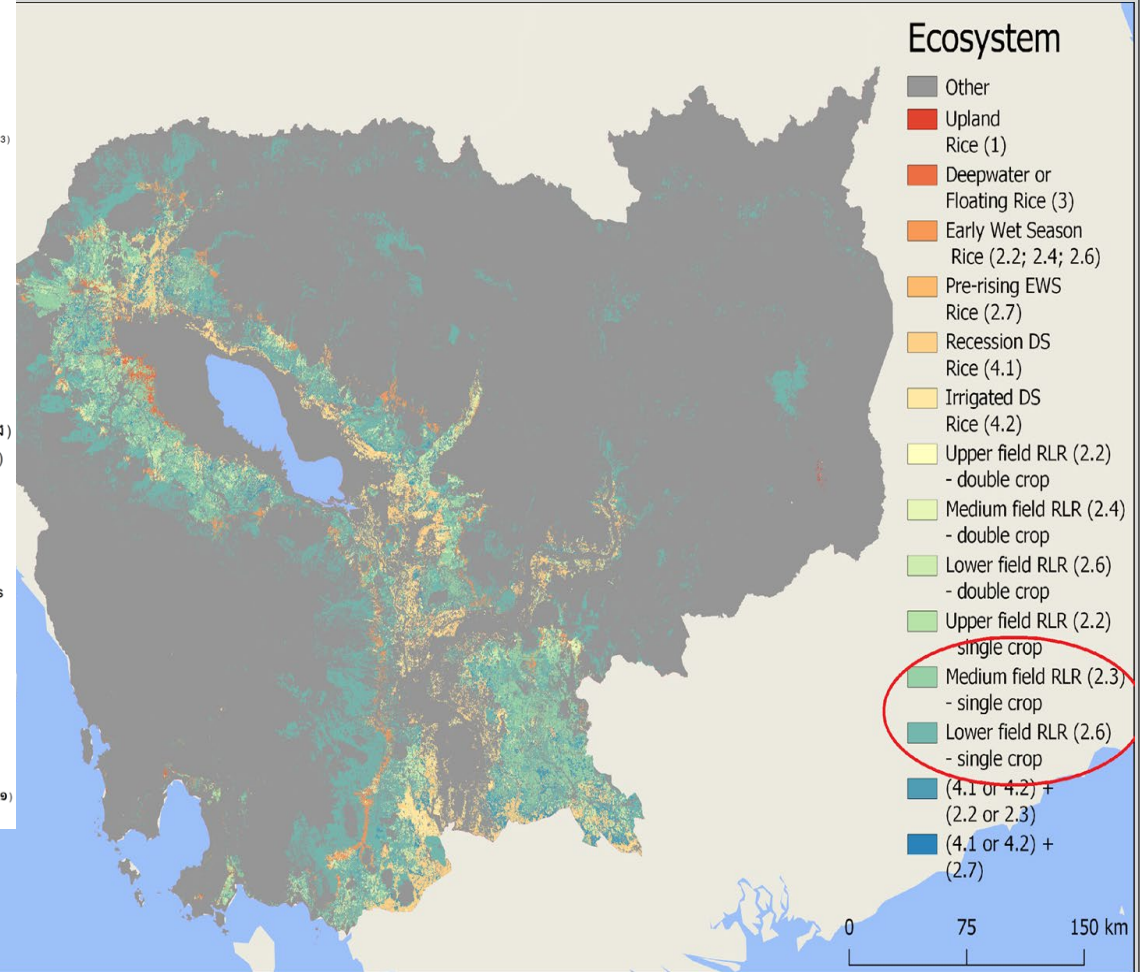 Ecosystem
Other
Upland
Rice (1)
Deepwater or
Floating Rice (3)
Early Wet Season
Rice (2.2; 2.4; 2.6)
Pre-rising EWS
Rice (2.7)
Recession DS
Rice (4.1)
Irrigated DS
Rice (4.2)
Upper field RLR (2.2)
- double crop
Medium field RLR (2.4)
- double crop
Lower field RLR (2.6)
- double crop
Upper field RLR (2.2)
single crop
Medium field RLR (2.3)
- single crop
Lower field RLR (2.6)
- single crop
(4.1 or 4.2) +
(2.2 or 2.3)
(4.1 or 4.2) +
(2.7)
0 75 150 km
3)
)
s
9)